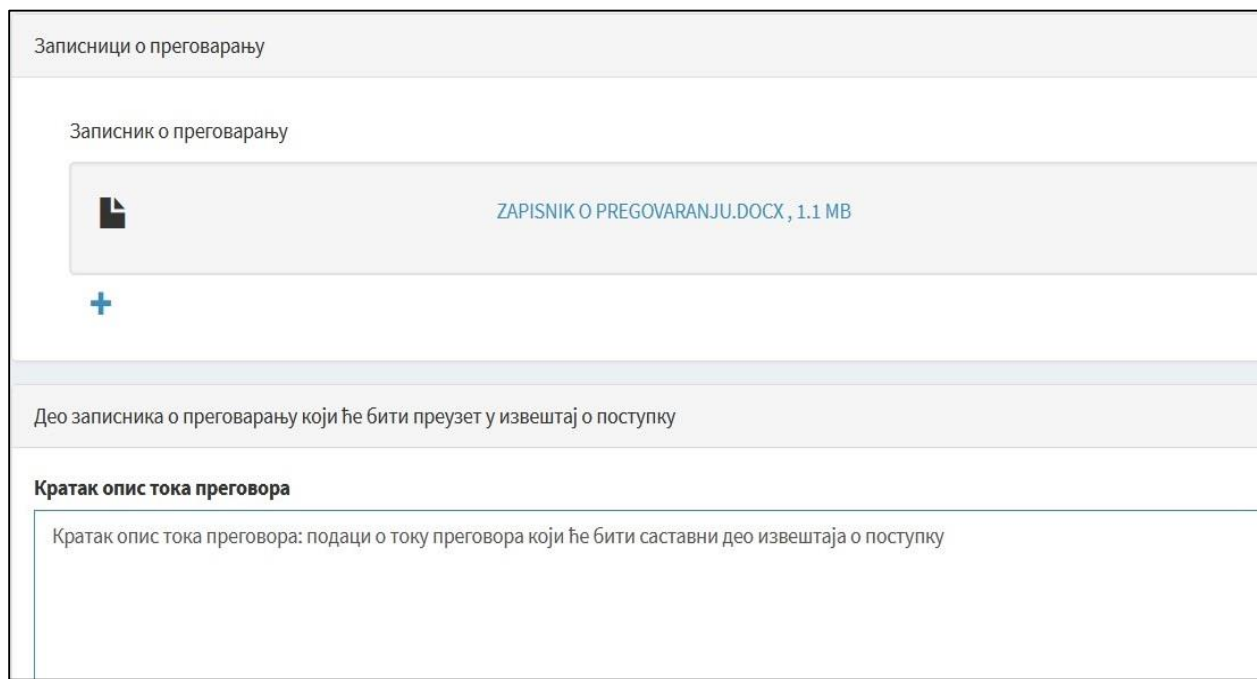 Записници о преговарању
Записник о преговарању
ZAPISNIK O PREGOVARANJU.DOCX , 1.1 MB
Део записника о преговарању који ће бити преузет у извештај о поступку
Кратак опис тока преговора
Кратак опис тока преговора: подаци о току преговора који ће бити саставни део извештаја о поступку